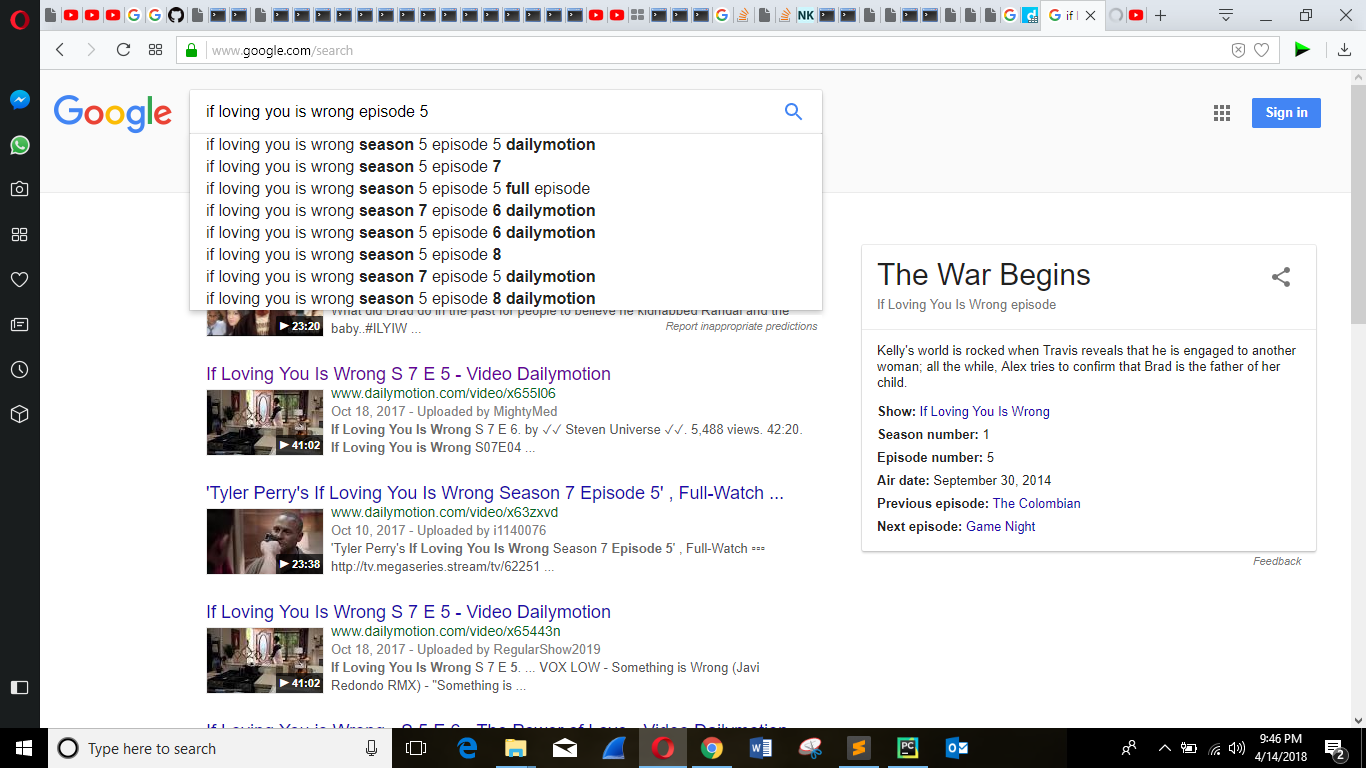 NK
if l
www.google.com/search
Google
if loving you is wrong episode 5
Sign in
if loving you is wrong season 5 episode 5 dailymotion
if loving you is wrong season 5 episode 7
if loving you is wrong season 5 episode 5 full episode
if loving you is wrong season 7 episode 6 dailymotion
if loving you is wrong season 5 episode 6 dailymotion
if loving you is wrong season 5 episode 8
if loving you is wrong season 7 episode 5 dailymotion
if loving you is wrong season 5 episode 8 dailymotion
Report inappropriate predictions
23:20
What did Brad do in the past for people to believe he kidnapped Randal and the
baby..#ILYIW ...
If Loving You Is Wrong S 7 E 5 - Video Dailymotion
41:02
www.dailymotion.com/video/x655l06
Oct 18, 2017 - Uploaded by MightyMed
If Loving You Is Wrong S 7 E 6. by ✓✓ Steven Universe ✓✓. 5,488 views. 42:20.
If Loving You is Wrong S07E04 ...
'Tyler Perry's If Loving You Is Wrong Season 7 Episode 5' , Full-Watch ...
23:38
www.dailymotion.com/video/x63zxvd
Oct 10, 2017 - Uploaded by i1140076
'Tyler Perry's If Loving You Is Wrong Season 7 Episode 5' , Full-Watch ===
http://tv.megaseries.stream/tv/62251 ...
If Loving You Is Wrong S 7 E 5 - Video Dailymotion
41:02
www.dailymotion.com/video/x65443n
Oct 18, 2017 - Uploaded by RegularShow2019
If Loving You Is Wrong S 7 E 5. ... VOX LOW - Something is Wrong (Javi
Redondo RMX) - "Something is ...
If Loving You is Wrong - S 5 E 6 - The Power of Love - Video Dailymotion
The War Begins
If Loving You Is Wrong episode
Kelly's world is rocked when Travis reveals that he is engaged to another
woman; all the while, Alex tries to confirm that Brad is the father of her
child.
Show: If Loving You Is Wrong
Season number: 1
Episode number: 5
Air date: September 30, 2014
Previous episode: The Colombian
Next episode: Game Night
Feedback
Type here to search
9:46 PM
4/14/2018
2